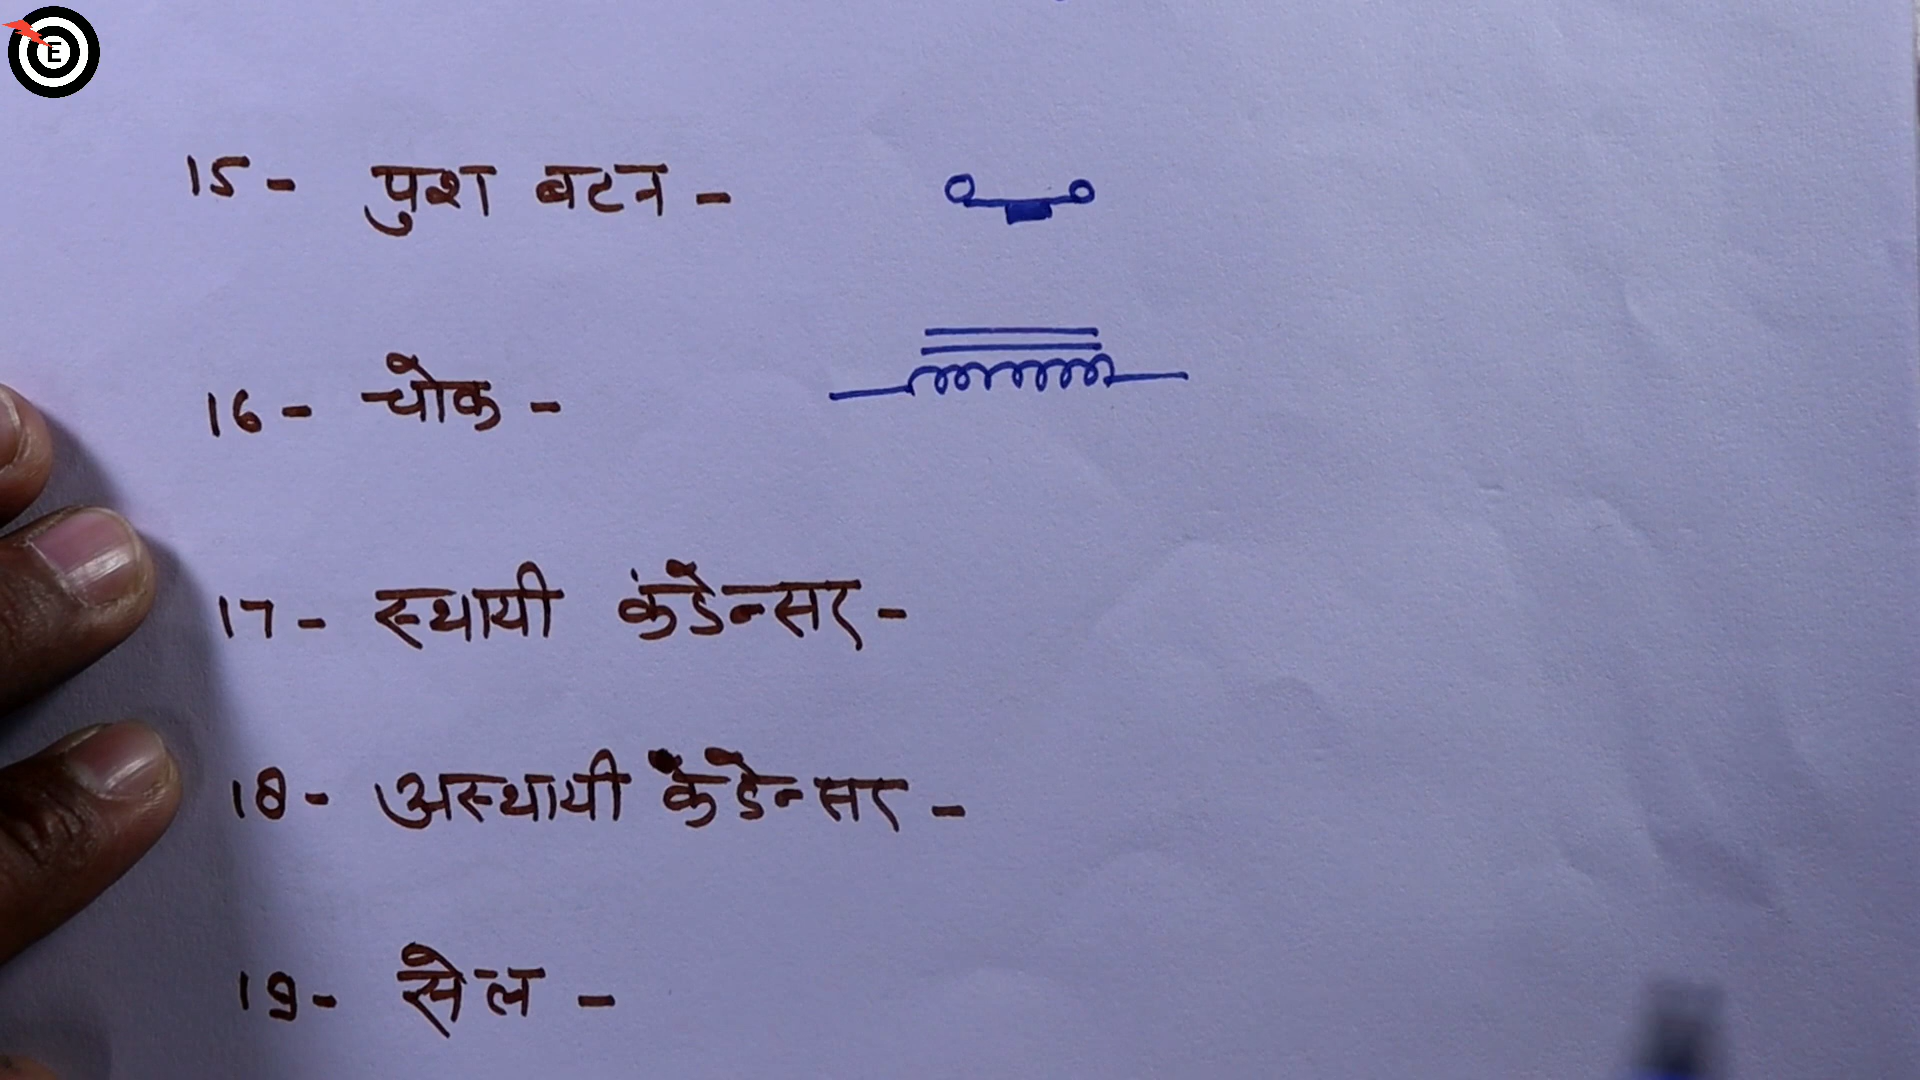 E
15- पुश बटन -
16- चोक -
17- स्थायी कंडेन्सर -
18- अस्थायी कंडेन्सर -
19- सेल -